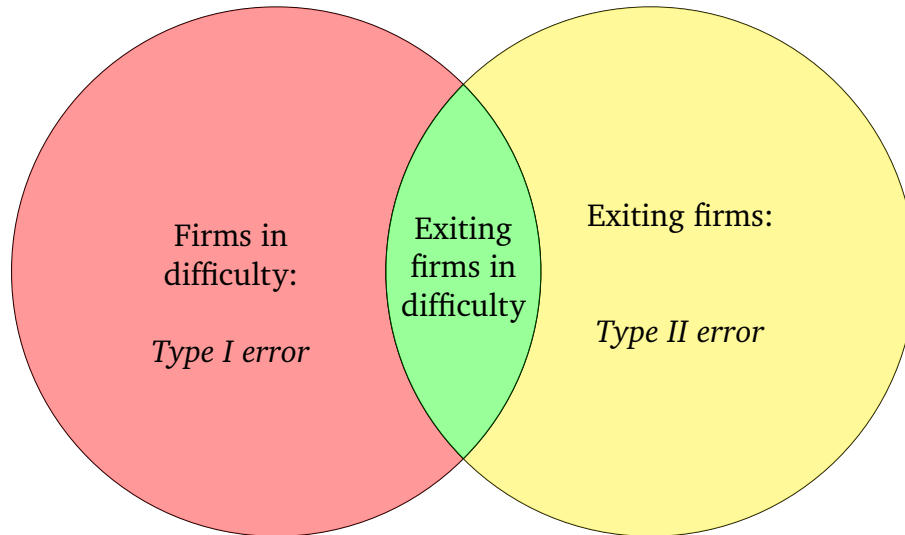 Firms in
difficulty:
Type I error
Exiting
firms in
difficulty
Exiting firms:
Type II error